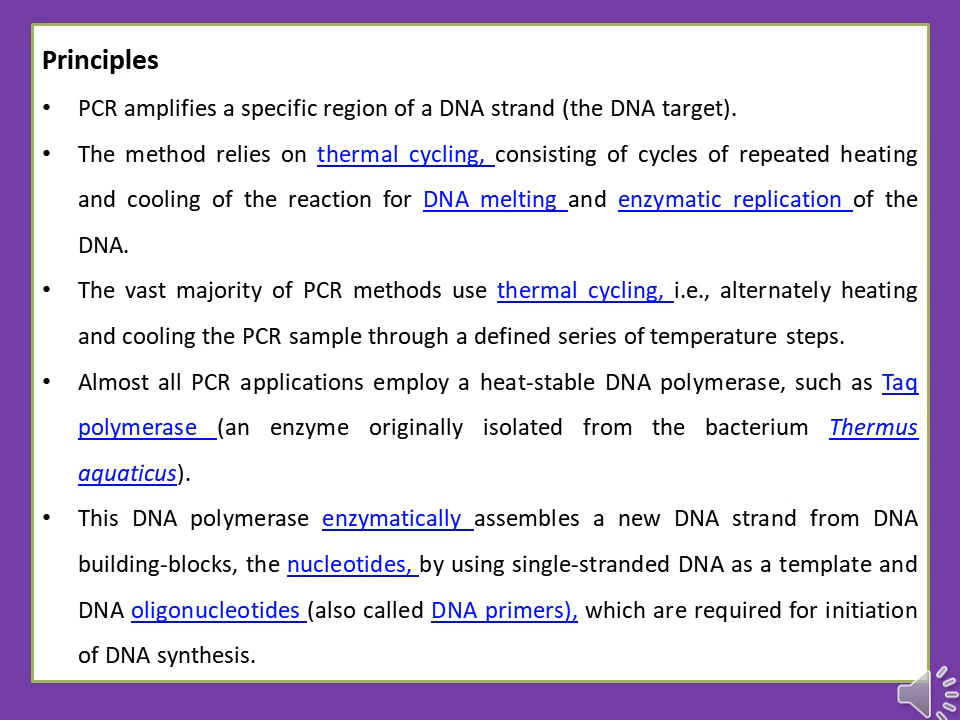 Principles
• PCR amplifies a specific region of a DNA strand (the DNA target).
• The method relies on thermal cycling, consisting of cycles of repeated heating
and cooling of the reaction for DNA melting and enzymatic replication of the
DNA.
• The vast majority of PCR methods use thermal cycling, i.e., alternately heating
and cooling the PCR sample through a defined series of temperature steps.
• Almost all PCR applications employ a heat-stable DNA polymerase, such as Taq
polymerase (an enzyme originally isolated from the bacterium Thermus
aquaticus).
• This DNA polymerase enzymatically assembles a new DNA strand from DNA
building-blocks, the nucleotides, by using single-stranded DNA as a template and
DNA oligonucleotides (also called DNA primers), which are required for initiation
of DNA synthesis.